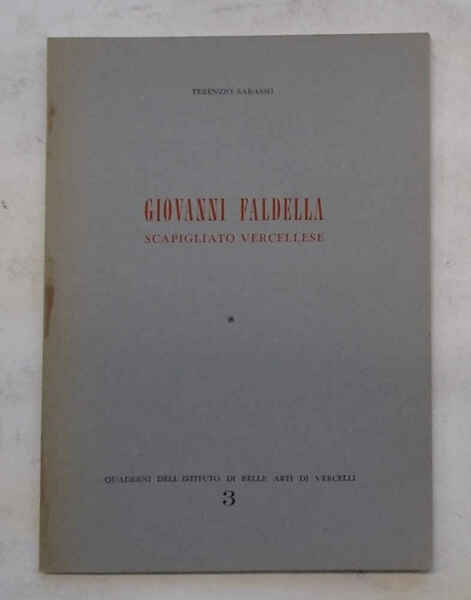 TERENZIO SARASSO
GIOVANNI FALDELLA
SCAPIGLIATO VERCELLESE
*
QUADERNI DELL'ISTITUTO DI BELLE ARTI DI VERCELLI
3